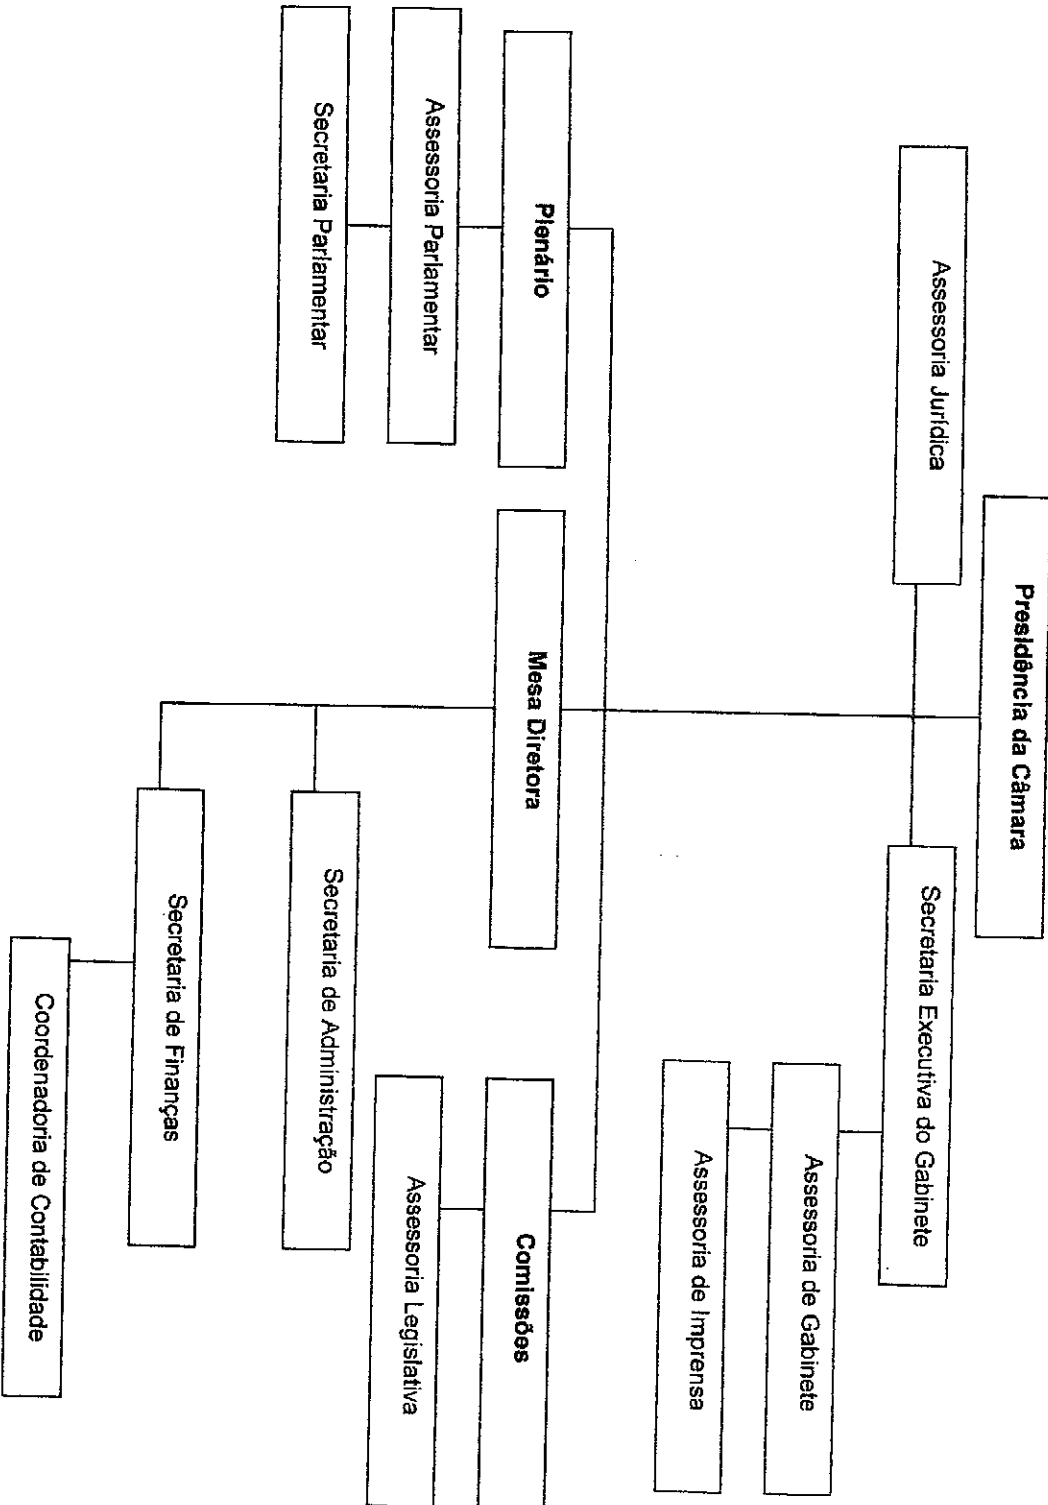 Presidência da Câmara
Assessoria Jurídica
Secretaria Executiva do Gabinete
Assessoria de Gabinete
Assessoria de Imprensa
Plenário
Mesa Diretora
Comissões
Assessoria Parlamentar
Assessoria Legislativa
Secretaria Parlamentar
Secretaria de Administração
Secretaria de Finanças
Coordenadoria de Contabilidade